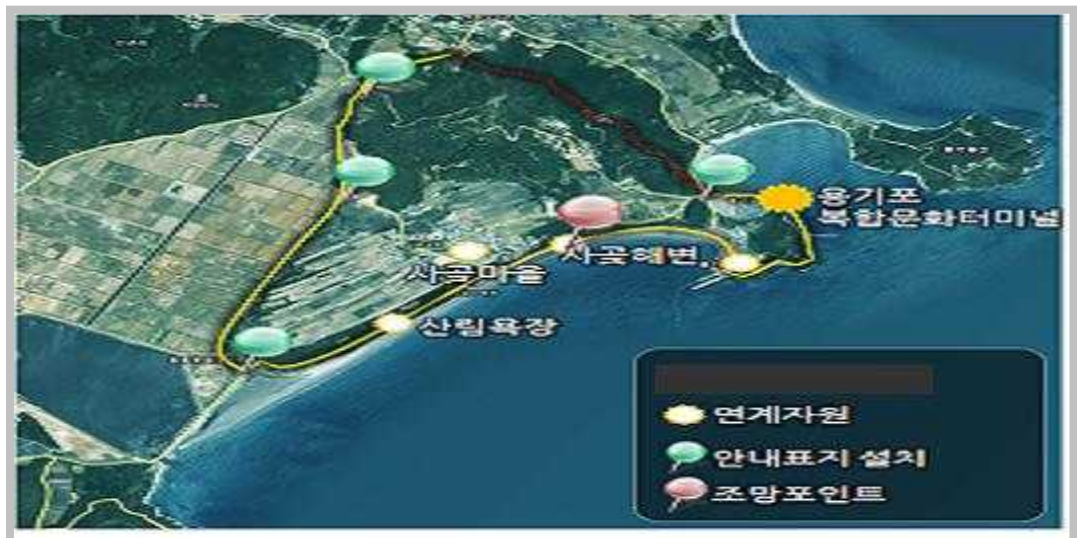 용기포
복합문화터미널
사곶해변
사곶마을
산림욕장
연계자원
안내표지 설치
조망포인트